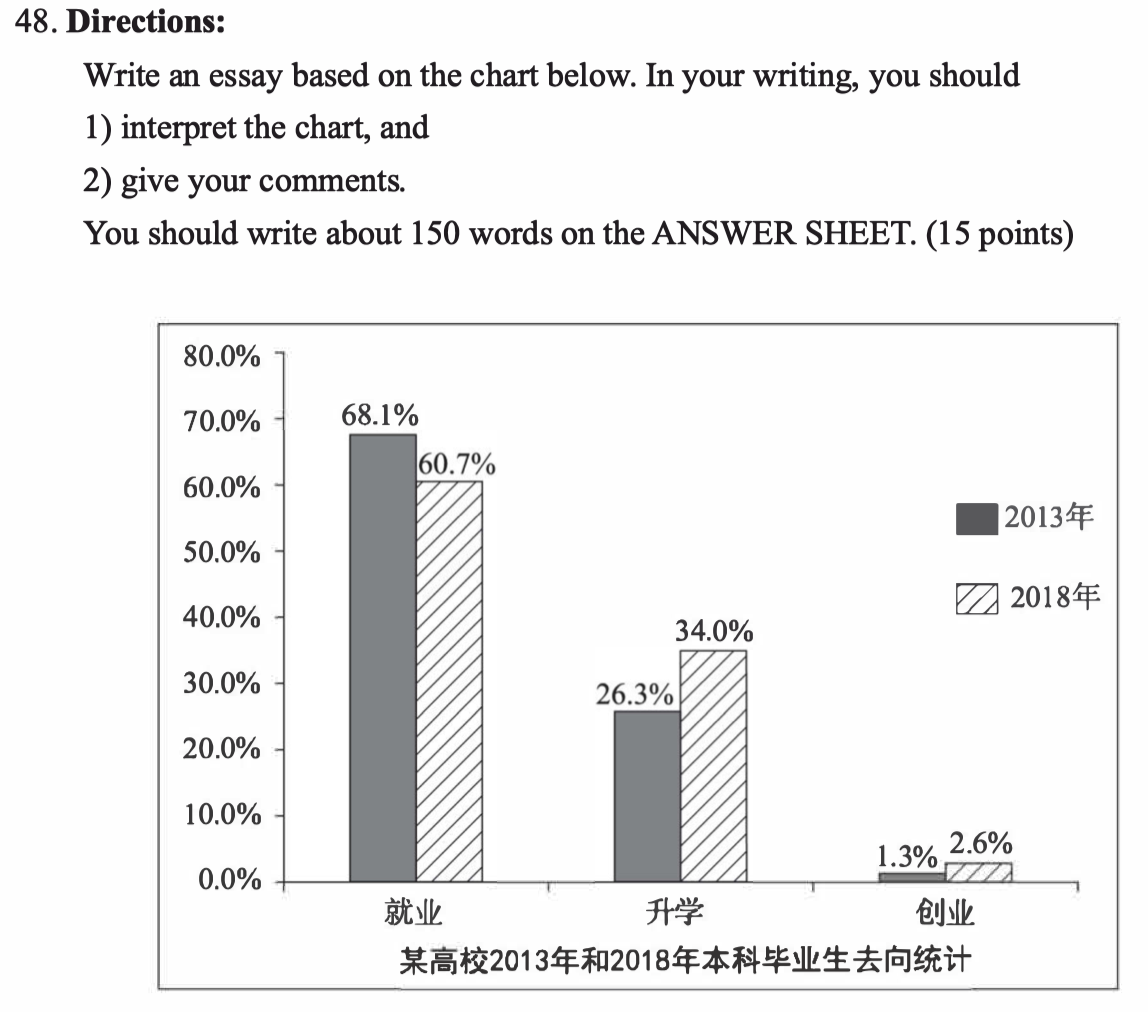 48. Directions:
Write an essay based on the chart below. In your writing, you should
1) interpret the chart, and
2) give your comments.
You should write about 150 words on the ANSWER SHEET. (15 points)
80.0%
70.0%
60.0%
50.0%
40.0%
30.0%
20.0%
10.0%
0.0%
68.1%
60.7%
26.3%
34.0%
1.3%
2.6%
2013年
2018年
就业
升学
创业
某高校2013年和2018年本科毕业生去向统计